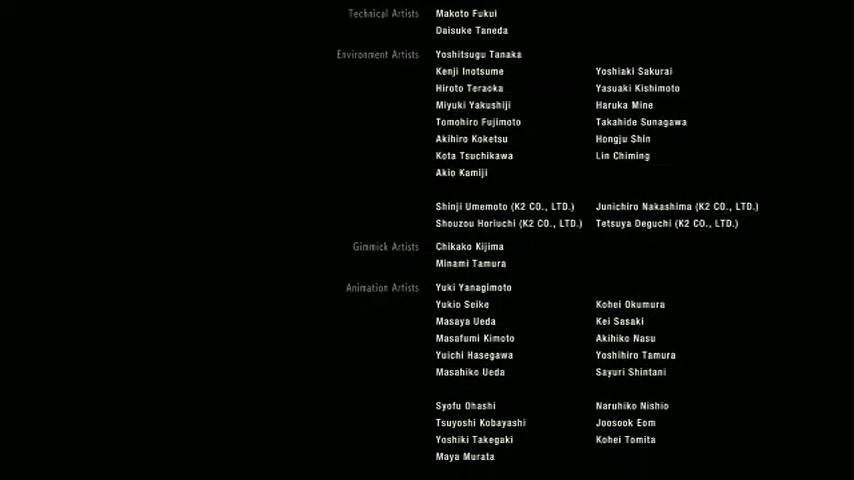 Technical Artists Makoto Fukui
Daisuke Taneda
Environment Artists Yoshitsugu Tanaka
Kenji Inotsume Yoshiaki Sakurai
Hiroto Teraoka Yasuaki Kishimoto
Miyuki Yakushiji Haruka Mine
Tomohiro Fujimoto Takahide Sunagawa
Akihiro Koketsu Hongju Shin
Kota Tsuchikawa Lin Chiming
Akio Kamiji
Shinji Umemoto (K2 CO., LTD.) Junichiro Nakashima (K2 CO., LTD.)
Shouzou Horiuchi (K2 CO., LTD.) Tetsuya Deguchi (K2 CO., LTD.)
Gimmick Artists Chikako Kijima
Minami Tamura
Animation Artists Yuki Yanagimoto
Yukio Seike Kohei Okumura
Masaya Ueda Kei Sasaki
Masafumi Kimoto Akihiko Nasu
Yuichi Hasegawa Yoshihiro Tamura
Masahiko Ueda Sayuri Shintani
Syofu Ohashi Naruhiko Nishio
Tsuyoshi Kobayashi Joosook Eom
Yoshiki Takegaki Kohei Tomita
Maya Murata